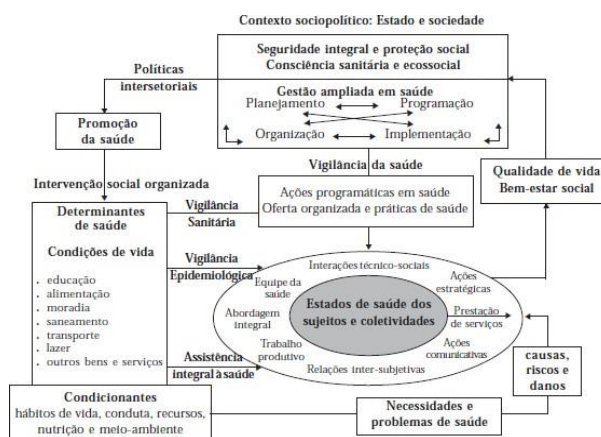 Contexto sociopolítico: Estado e sociedade
Seguridade integral e proteção social
Consciência sanitária e ecossocial
Políticas
intersetoriais
Gestão ampliada em saúde
Planejamento
Programação
Organização
Implementação
Promoção
da saúde
Vigilância da saúde
Intervenção social organizada
Qualidade de vida
Bem-estar social
Ações programáticas em saúde
Oferta organizada e práticas de saúde
Determinantes
de saúde
Condições de vida
. educação
. alimentação
. moradia
. saneamento
. transporte
. lazer
. outros bens e serviços
Vigilância
Sanitária
Vigilância
Epidemiológica
Assistência
integral à saúde
Interações técnico-sociais
Equipe da
saúde
Ações
estratégicas
Abordagem
integral
Estados de saúde dos
sujeitos e coletividades
Prestação
de serviços
Trabalho
produtivo
Ações
comunicativas
Relações inter-subjetivas
causas,
riscos e
danos
Condicionantes
hábitos de vida, conduta, recursos,
nutrição e meio-ambiente
Necessidades e
problemas de saúde